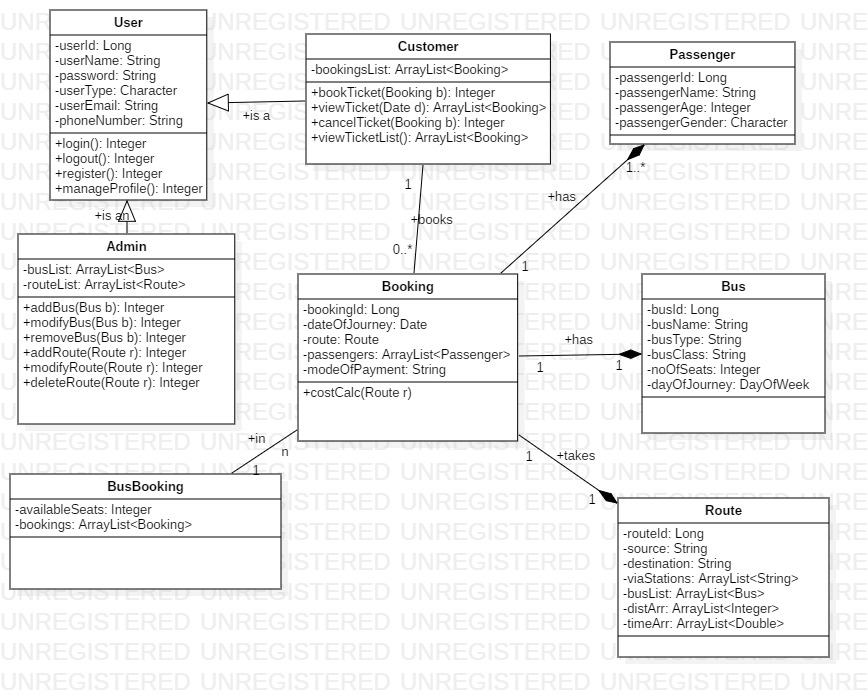 User
-userId: Long
-userName: String
-password: String
-userType: Character
-userEmail: String
-phoneNumber: String
+login(): Integer
+logout(): Integer
+register(): Integer
+manageProfile(): Integer
+is a
Customer
-bookingsList: ArrayList<Booking>
+bookTicket(Booking b): Integer
+viewTicket(Date d): ArrayList<Booking>
+cancelTicket(Booking b): Integer
+viewTicketList(): ArrayList<Booking>
Passenger
-passengerId: Long
-passengerName: String
-passengerAge: Integer
-passengerGender: Character
1..*
+has
1
1
+books
0..*
+is an
Admin
-busList: ArrayList<Bus>
-routeList: ArrayList<Route>
+addBus(Bus b): Integer
+modifyBus(Bus b): Integer
+removeBus(Bus b): Integer
+addRoute(Route r): Integer
+modifyRoute(Route r): Integer
+deleteRoute(Route r): Integer
Booking
-bookingId: Long
-dateOfJourney: Date
-route: Route
-passengers: ArrayList<Passenger>
-modeOfPayment: String
+costCalc(Route r)
+has
1
1
Bus
-busId: Long
-busName: String
-busType: String
-busClass: String
-noOfSeats: Integer
-dayOfJourney: DayOfWeek
+in
n
1
+takes
1
1
BusBooking
-availableSeats: Integer
-bookings: ArrayList<Booking>
Route
-routeId: Long
-source: String
-destination: String
-viaStations: ArrayList<String>
-busList: ArrayList<Bus>
-distArr: ArrayList<Integer>
-timeArr: ArrayList<Double>
UNREGISTERED